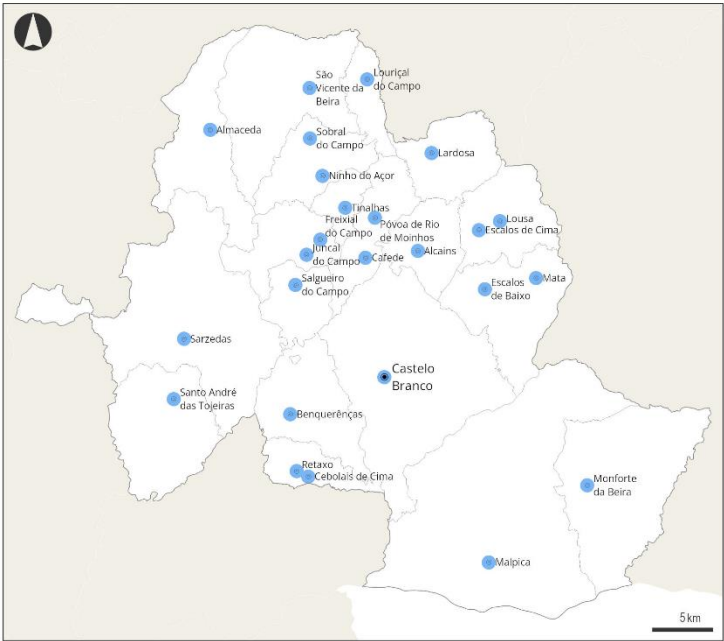 São
Vicente da
Beira
Louriçal
do Campo
Almaceda
Sobral
do Campo
Lardosa
Ninho do Açor
Tinalhas
Freixial
do Campo
Póvoa de Rio
de Moinhos
Lousa
Escalos de Cima
Juncal
do Campo
Cafede
Alcains
Salgueiro
do Campo
Escalos
de Baixo
Mata
Sarzedas
Castelo
Branco
Santo André
das Tojeiras
Benquerênças
Retaxo
Cebolais de Cima
Monforte
da Beira
Malpica
5 km